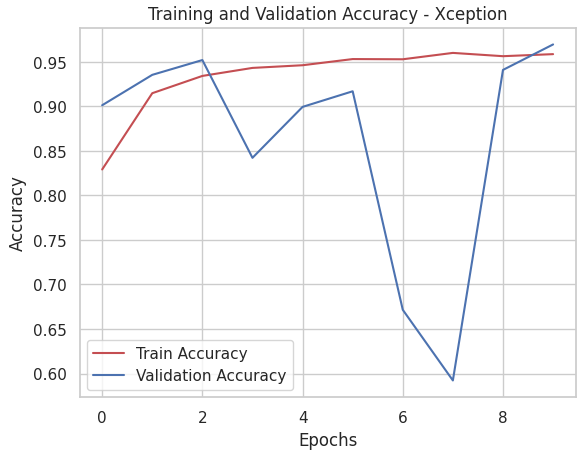 Training and Validation Accuracy - Xception
0.95
0.90
0.85
0.80
0.75
0.70
0.65
0.60
Accuracy
Train Accuracy
Validation Accuracy
0 2 4 6 8
Epochs